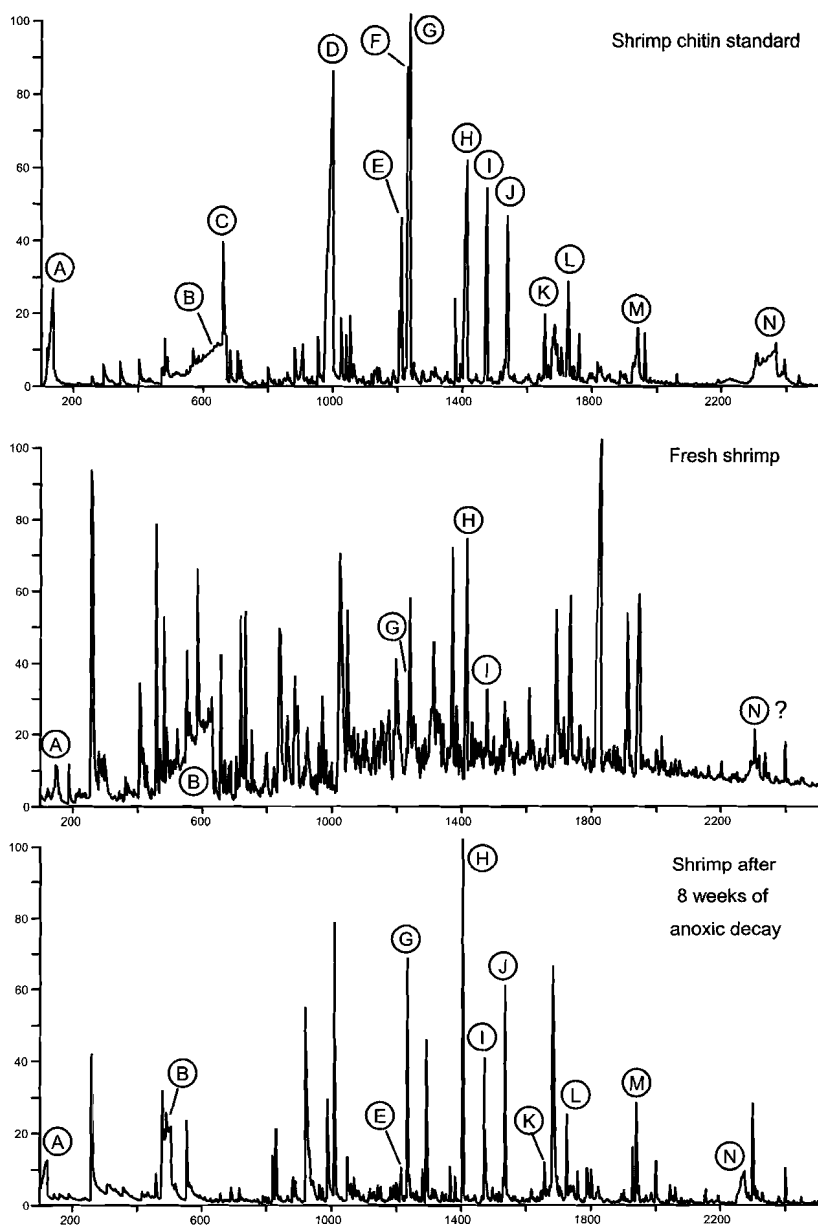 100
80
60
40
20
0
Shrimp chitin standard
A
B
C
D
E
F
G
H
I
J
K
L
M
N
200 600 1000 1400 1800 2200
100
80
60
40
20
0
Fresh shrimp
A
B
G
H
I
N ?
200 600 1000 1400 1800 2200
100
80
60
40
20
0
Shrimp after
8 weeks of
anoxic decay
A
B
E
G
H
I
J
K
L
M
N
200 600 1000 1400 1800 2200